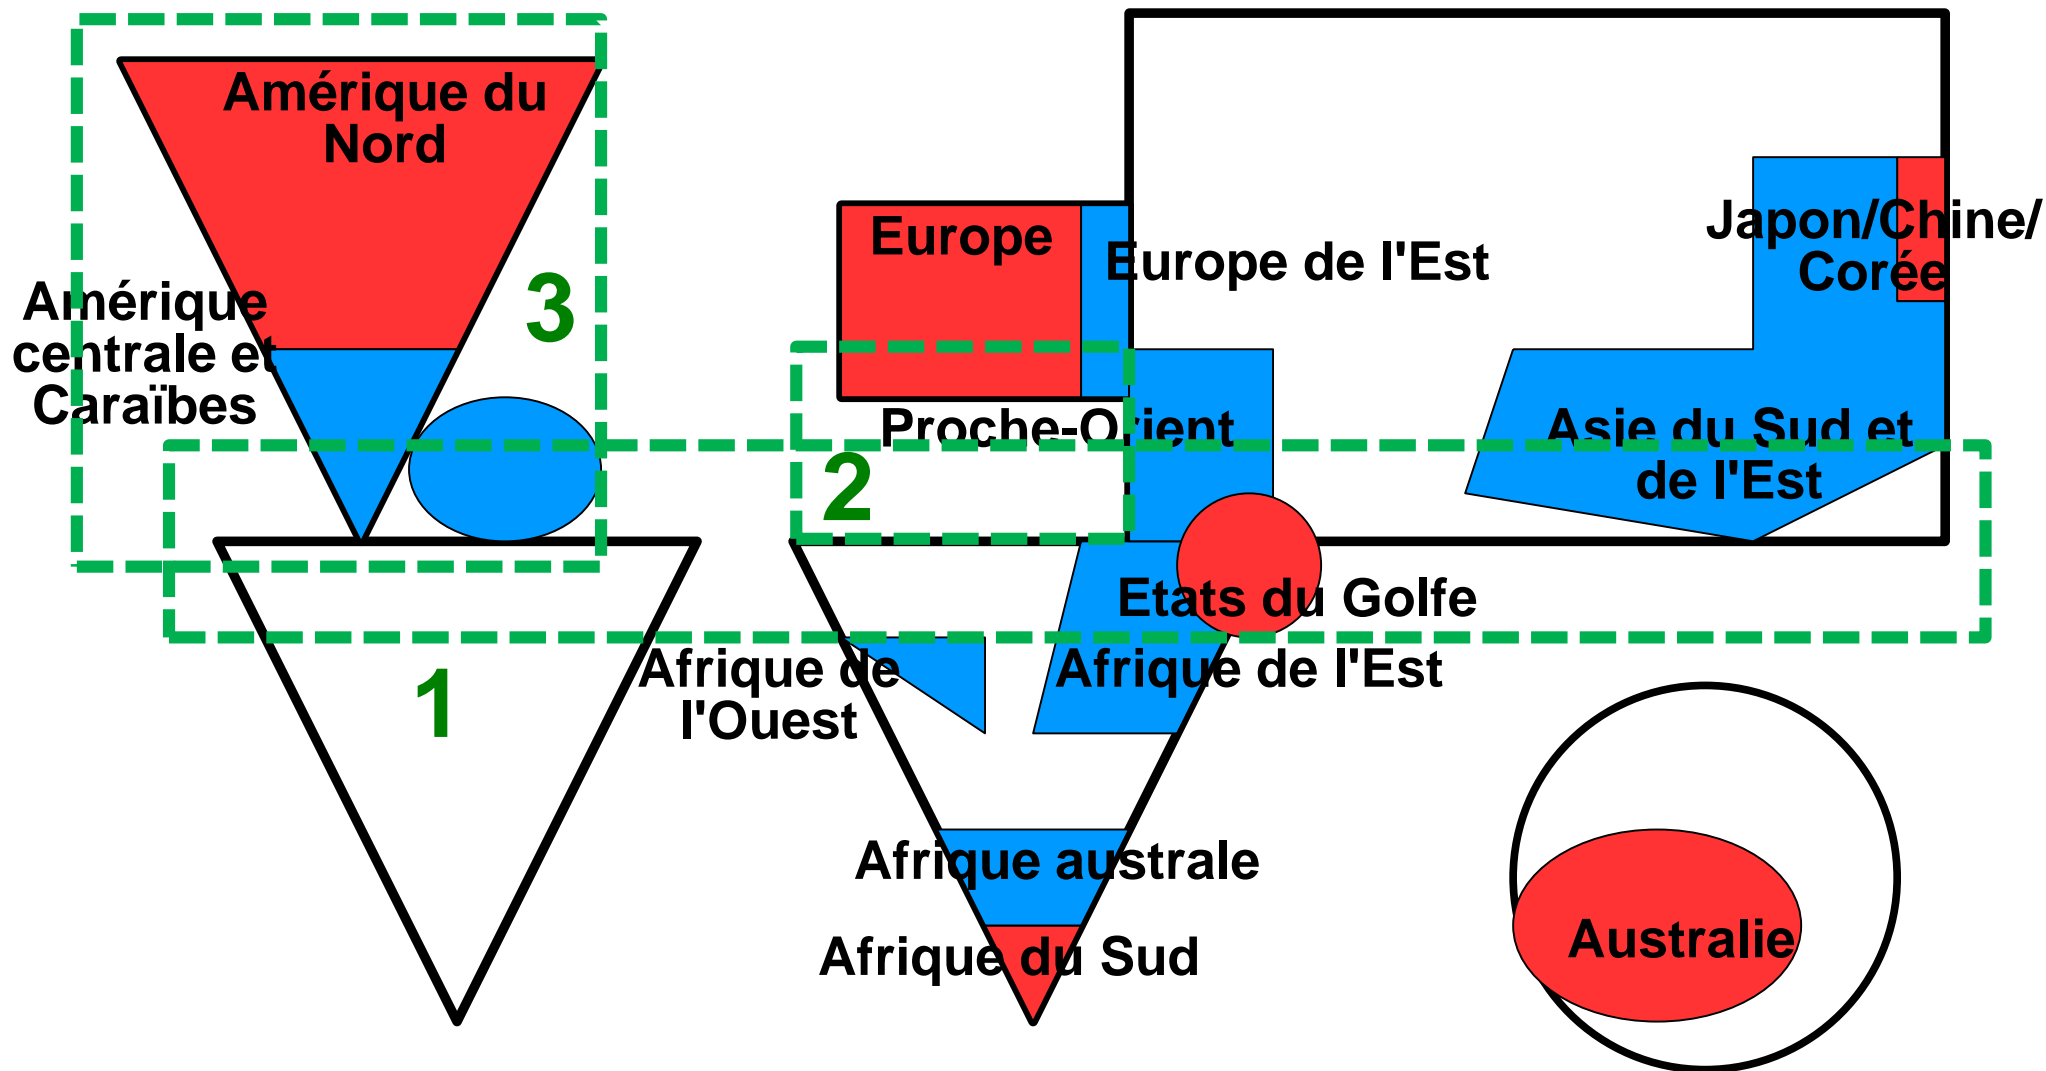 Amérique du
Nord
Europe
Europe de l'Est
Japon/Chine/
Corée
3
Amérique
centrale et
Caraïbes
Proche-Orient
Asie du Sud et
de l'Est
2
Etats du Golfe
1
Afrique de
l'Ouest
Afrique de l'Est
Afrique australe
Afrique du Sud
Australie